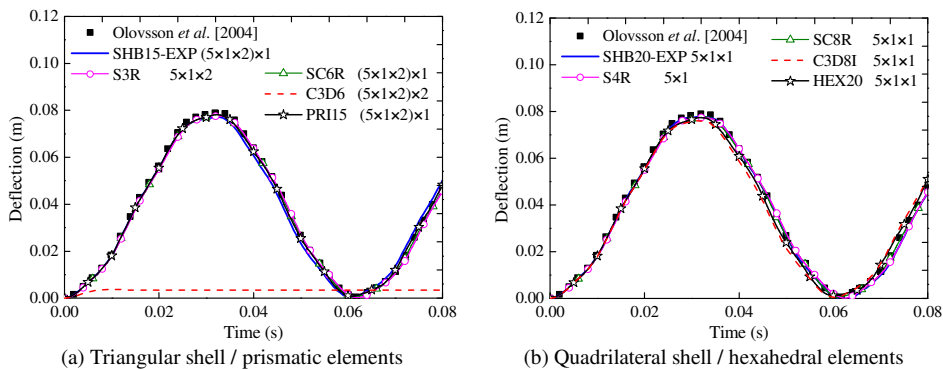 0.12
0.10
0.08
0.06
0.04
0.02
0.00
Deflection (m)
Olovsson et al. [2004]
SHB15-EXP (5×1×2)×1
S3R 5×1×2
SC6R (5×1×2)×1
C3D6 (5×1×2)×2
PRI15 (5×1×2)×1
0.00 0.02 0.04 0.06 0.08
Time (s)
(a) Triangular shell / prismatic elements
0.12
0.10
0.08
0.06
0.04
0.02
0.00
Deflection (m)
Olovsson et al. [2004]
SHB20-EXP 5×1×1
S4R 5×1
SC8R 5×1×1
C3D8I 5×1×1
HEX20 5×1×1
0.00 0.02 0.04 0.06 0.08
Time (s)
(b) Quadrilateral shell / hexahedral elements